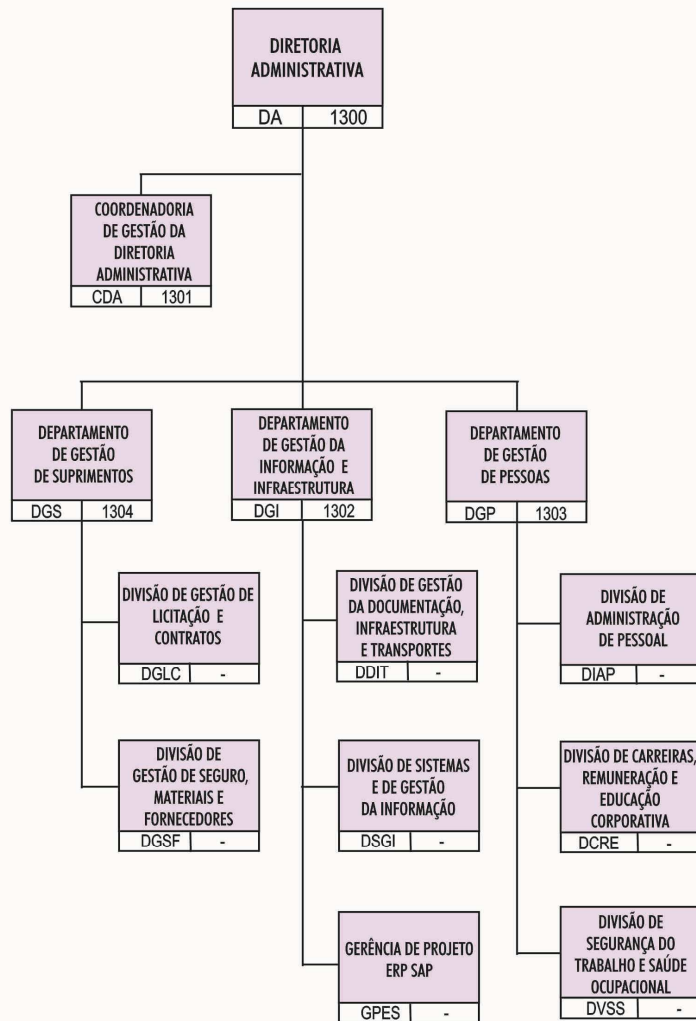 DIRETORIA
ADMINISTRATIVA
DA 1300
COORDENADORIA
DE GESTÃO DA
DIRETORIA
ADMINISTRATIVA
CDA 1301
DEPARTAMENTO
DE GESTÃO
DE SUPRIMENTOS
DGS 1304
DEPARTAMENTO
DE GESTÃO DA
INFORMAÇÃO E
INFRAESTRUTURA
DGI 1302
DEPARTAMENTO
DE GESTÃO
DE PESSOAS
DGP 1303
DIVISÃO DE GESTÃO DE
LICITAÇÃO E
CONTRATOS
DGLC -
DIVISÃO DE GESTÃO
DA DOCUMENTAÇÃO,
INFRAESTRUTURA
E TRANSPORTES
DDIT -
DIVISÃO DE
ADMINISTRAÇÃO
DE PESSOAL
DIAP -
DIVISÃO DE
GESTÃO DE SEGURO,
MATERIAIS E
FORNECEDORES
DGSF -
DIVISÃO DE SISTEMAS
E DE GESTÃO
DA INFORMAÇÃO
DSGI -
DIVISÃO DE CARREIRAS,
REMUNERAÇÃO E
EDUCAÇÃO
CORPORATIVA
DCRE -
GERÊNCIA DE PROJETO
ERP SAP
GPES -
DIVISÃO DE
SEGURANÇA DO
TRABALHO E SAÚDE
OCUPACIONAL
DVSS -